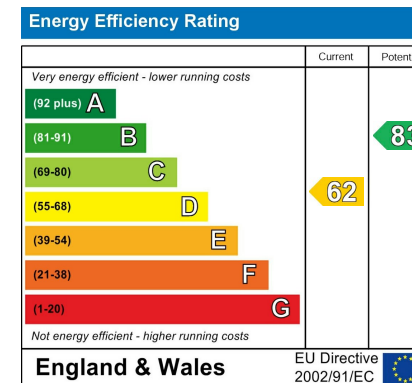 Energy Efficiency Rating
Current
Potent
Very energy efficient - lower running costs
(92 plus) A
(81-91) B
83
(69-80) C
(55-68) D
62
(39-54) E
(21-38) F
(1-20) G
Not energy efficient - higher running costs
England & Wales
EU Directive
2002/91/EC